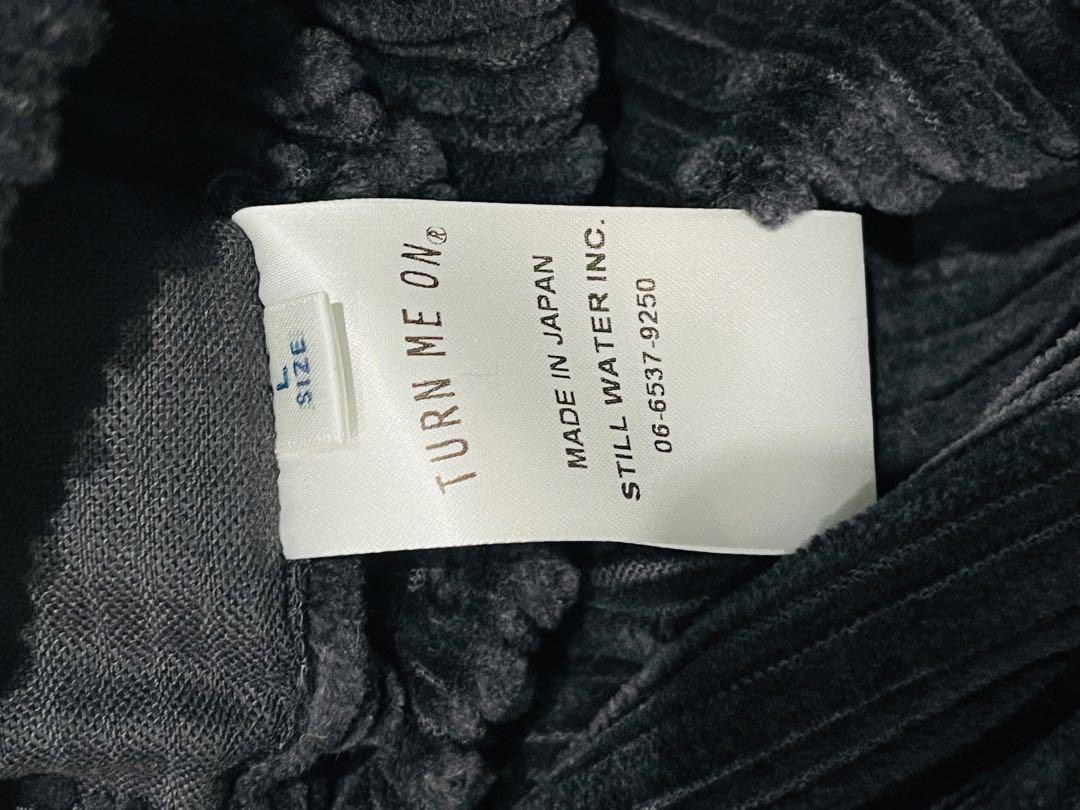 L
SIZE
TURN ME ON®
MADE IN JAPAN
STILL WATER INC.
06-6537-9250